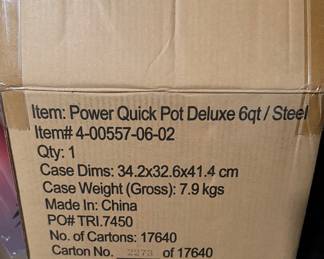 Item: Power Quick Pot Deluxe 6qt / Steel
Item# 4-00557-06-02
Qty: 1
Case Dims: 34.2x32.6x41.4 cm
Case Weight (Gross): 7.9 kgs
Made In: China
PO# TRI.7450
No. of Cartons: 17640
Carton No. 2273 of 17640